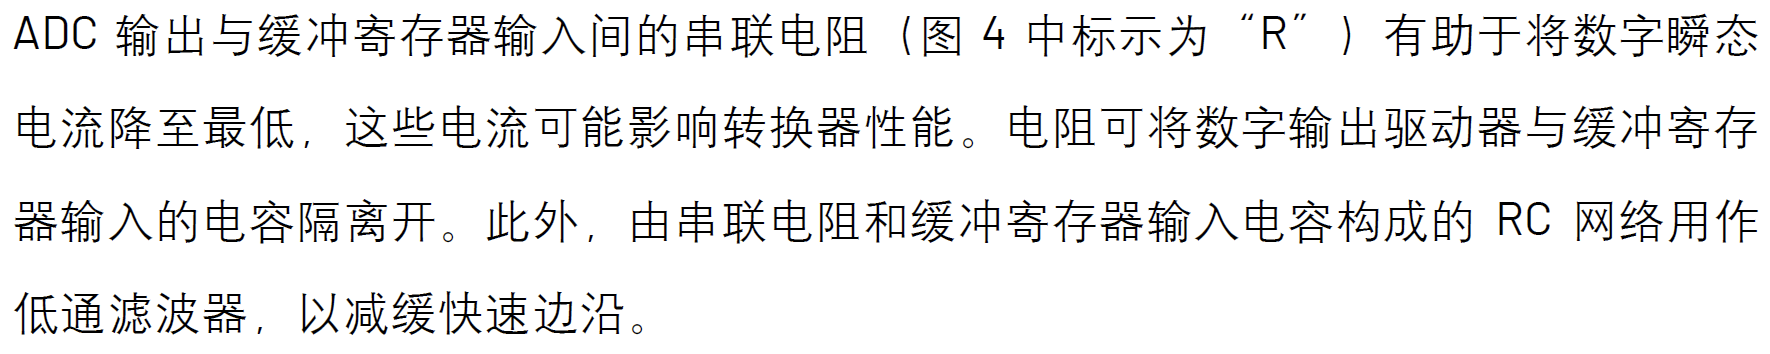 ADC 输出与缓冲寄存器输入间的串联电阻（图 4 中标示为“R”）有助于将数字瞬态
电流降至最低，这些电流可能影响转换器性能。电阻可将数字输出驱动器与缓冲寄存
器输入的电容隔离开。此外，由串联电阻和缓冲寄存器输入电容构成的 RC 网络用作
低通滤波器，以减缓快速边沿。